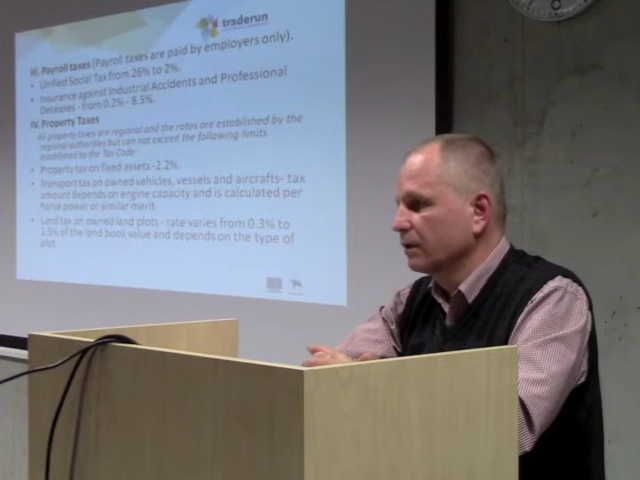 traderun
III. Payroll taxes (Payroll taxes are paid by employers only).
• Unified Social Tax from 26% to 2%.
• Insurance against Industrial Accidents and Professional
Deceases - from 0.2% - 8.5%.
IV. Property Taxes
All property taxes are regional and the rates are established by the
regional authorities but can not exceed the following limits
established by the Tax Code:
• Property tax on fixed assets -2.2%.
• Transport tax on owned vehicles, vessels and aircrafts- tax
amount depends on engine capacity and is calculated per
horse power or similar merit.
• Land tax on owned land plots - rate varies from 0.3% to
1.5% of the land book value and depends on the type of
plot.